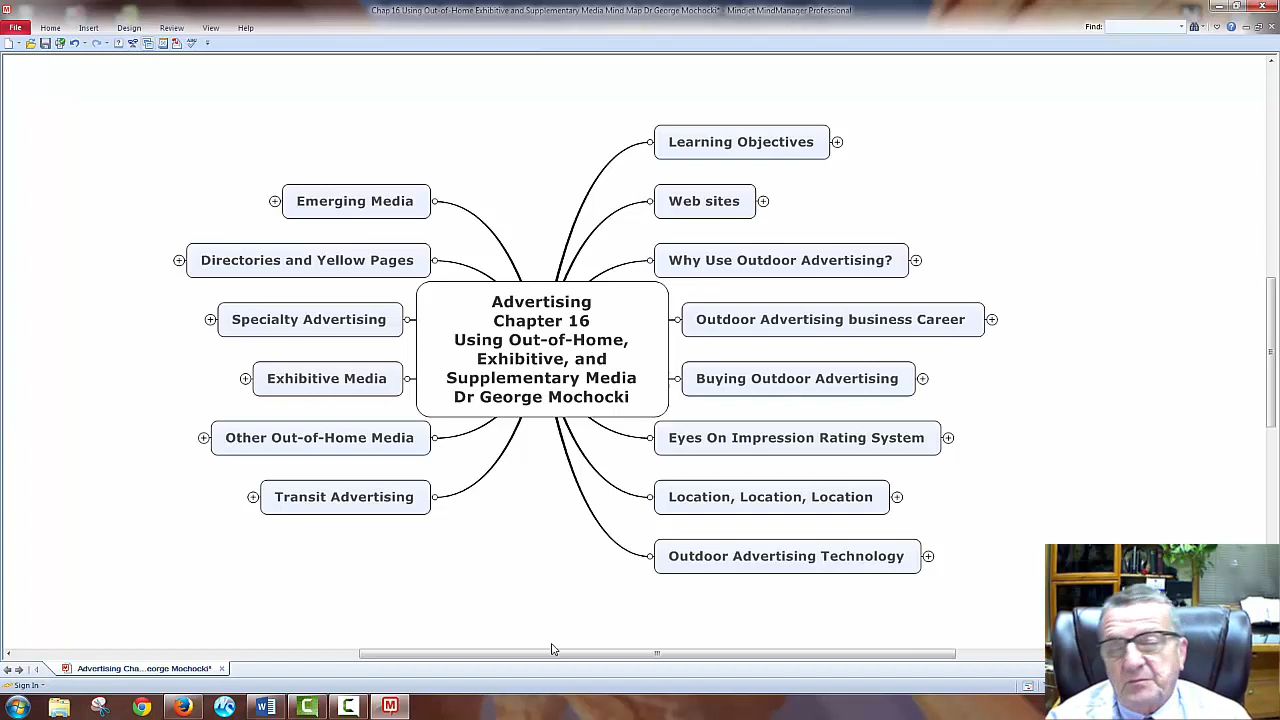 Chap 16 Using Out-of-Home Exhibitive and Supplementary Media Mind Map Dr George Mochocki* - Mindjet MindManager Professional
File Home Insert Design Review View Help Find:
Learning Objectives
Emerging Media
Web sites
Directories and Yellow Pages
Why Use Outdoor Advertising?
Advertising
Chapter 16
Using Out-of-Home,
Exhibitive, and
Supplementary Media
Dr George Mochocki
Specialty Advertising
Outdoor Advertising business Career
Exhibitive Media
Buying Outdoor Advertising
Other Out-of-Home Media
Eyes On Impression Rating System
Transit Advertising
Location, Location, Location
Outdoor Advertising Technology
Advertising Cha...eorge Mochocki*
Sign In